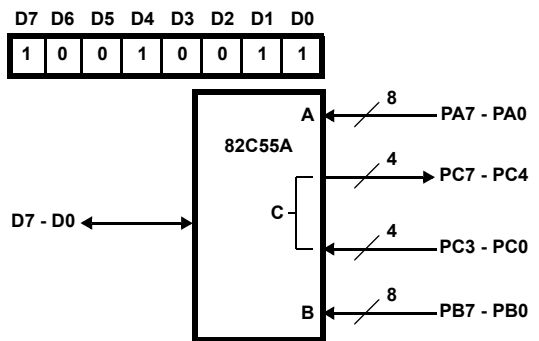 D7 D6 D5 D4 D3 D2 D1 D0
1 0 0 1 0 0 1 1
8
A
PA7 - PA0
82C55A
4
PC7 - PC4
C
D7 - D0
4
PC3 - PC0
8
B
PB7 - PB0